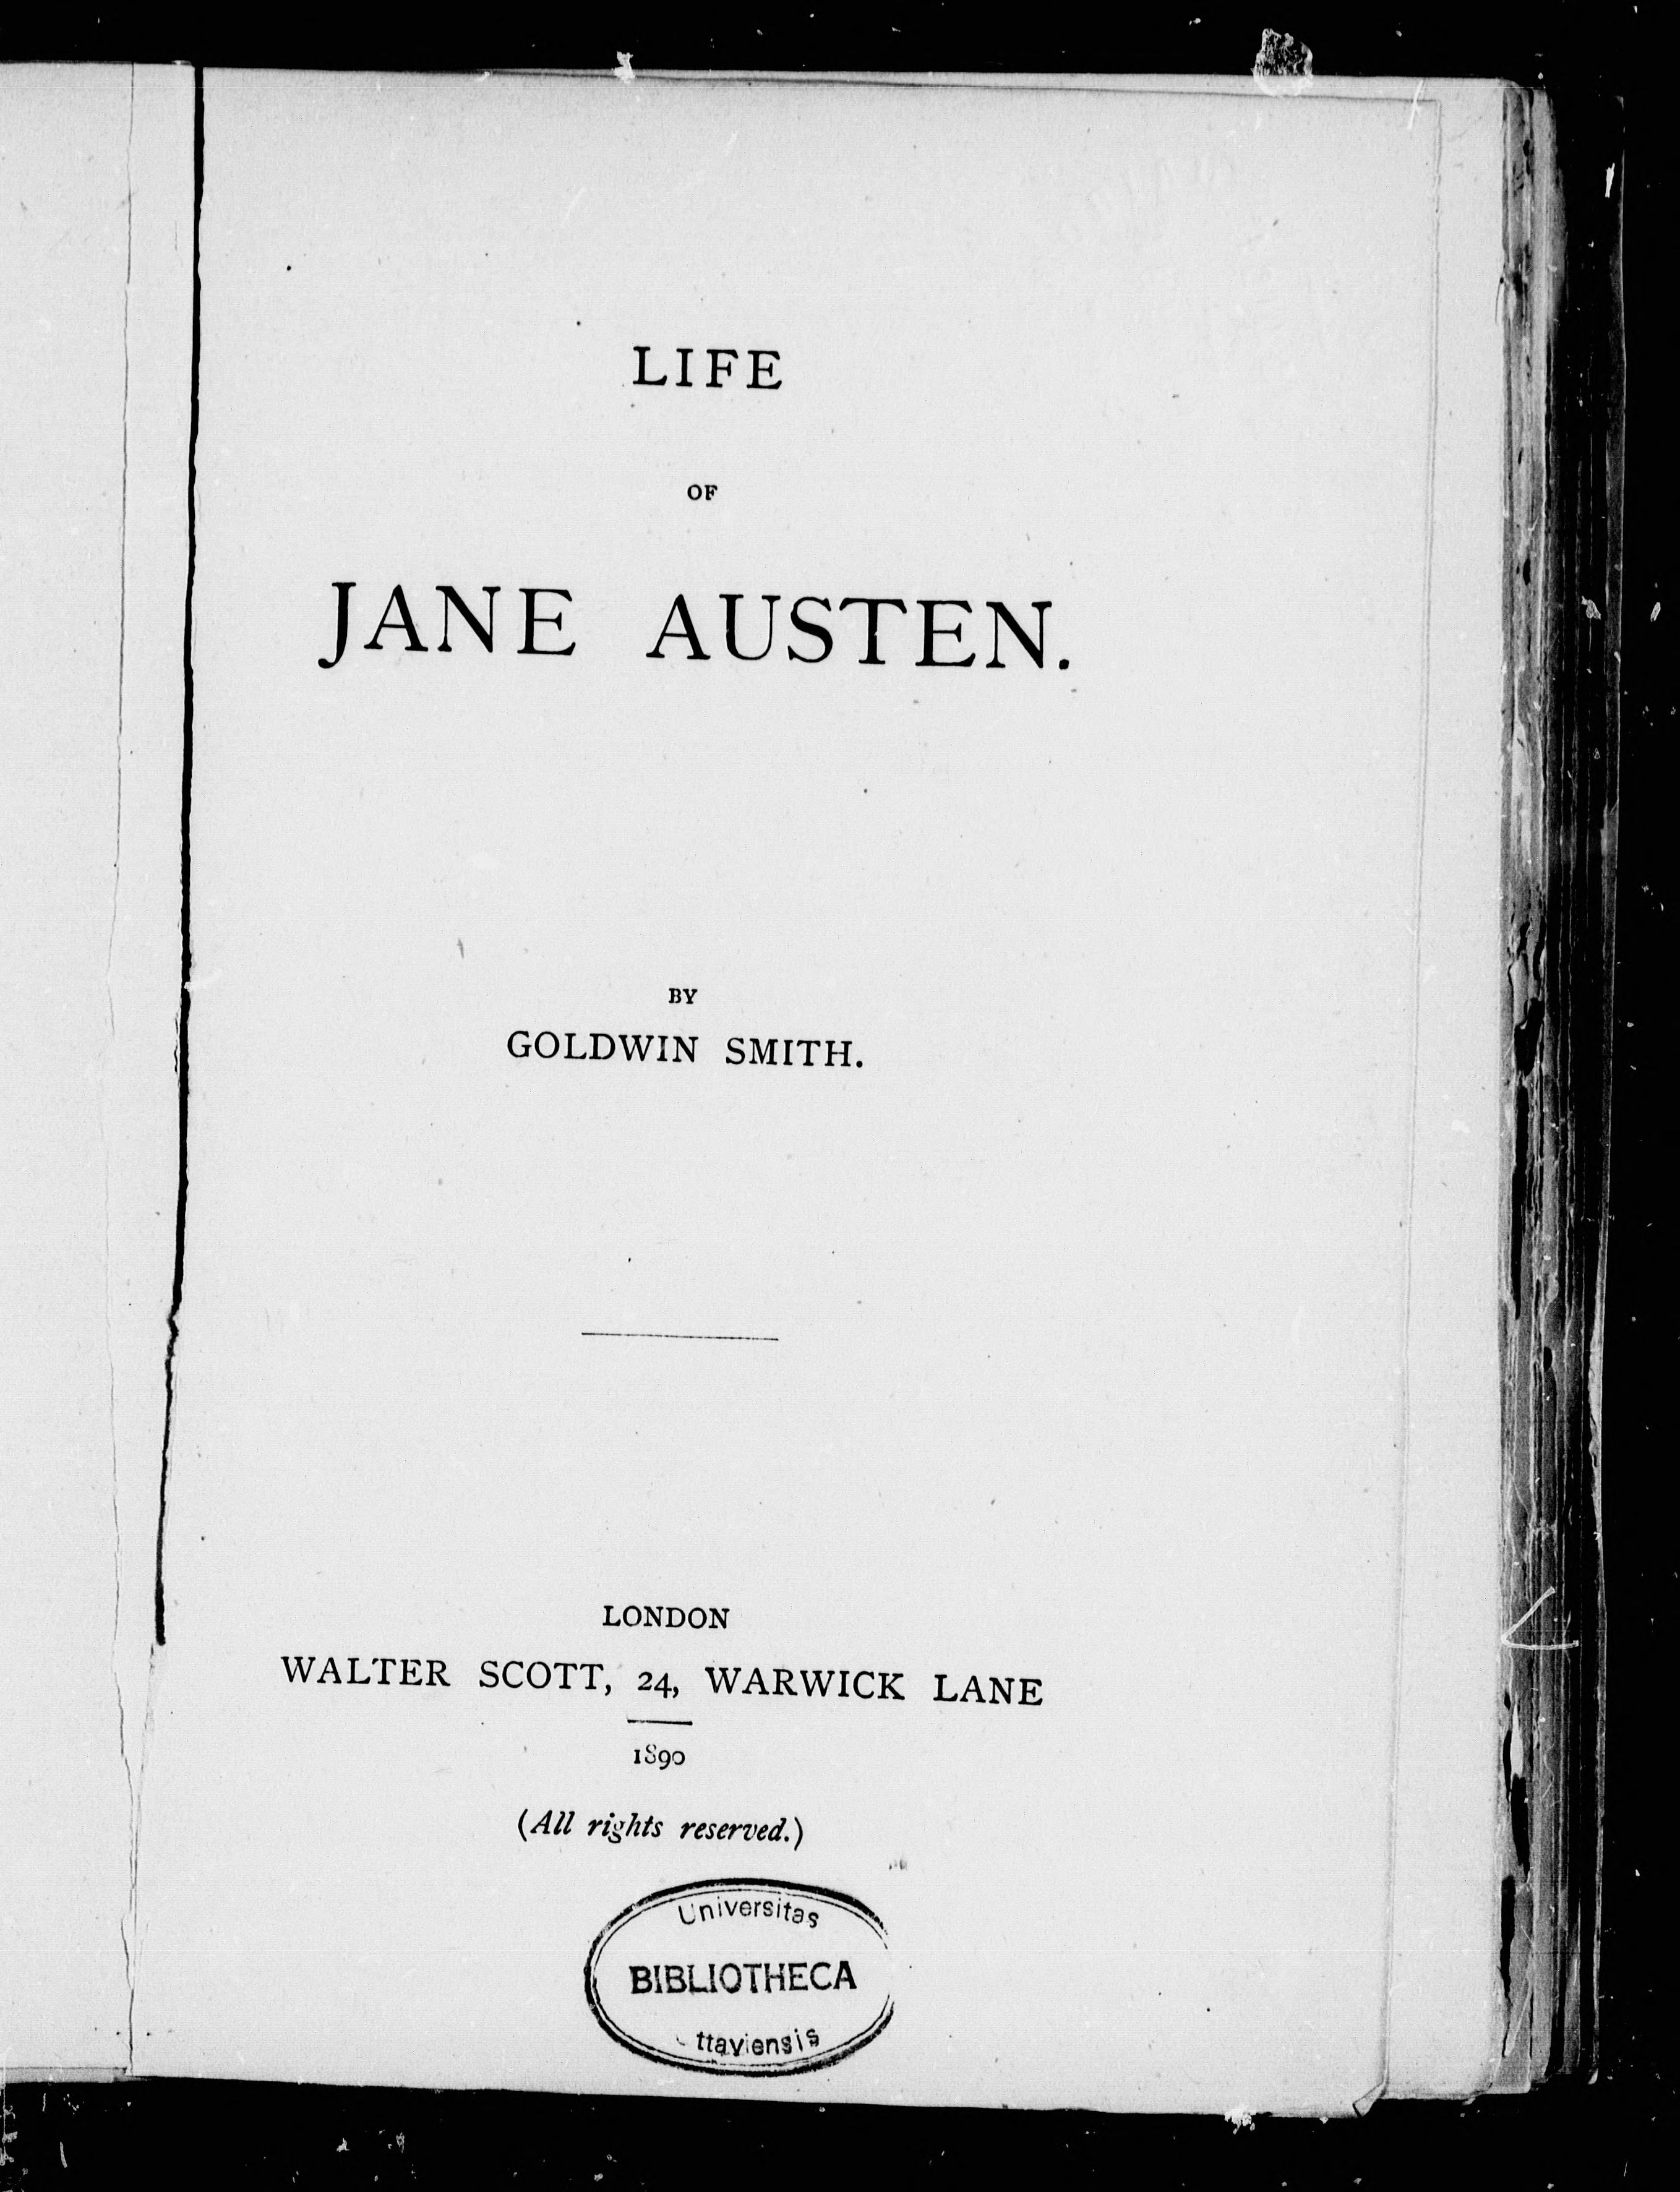 LIFE
OF
JANE AUSTEN.
BY
GOLDWIN SMITH.
LONDON
WALTER SCOTT, 24, WARWICK LANE
1890
(All rights reserved.)
Universitas
BIBLIOTHECA
ttaviensis